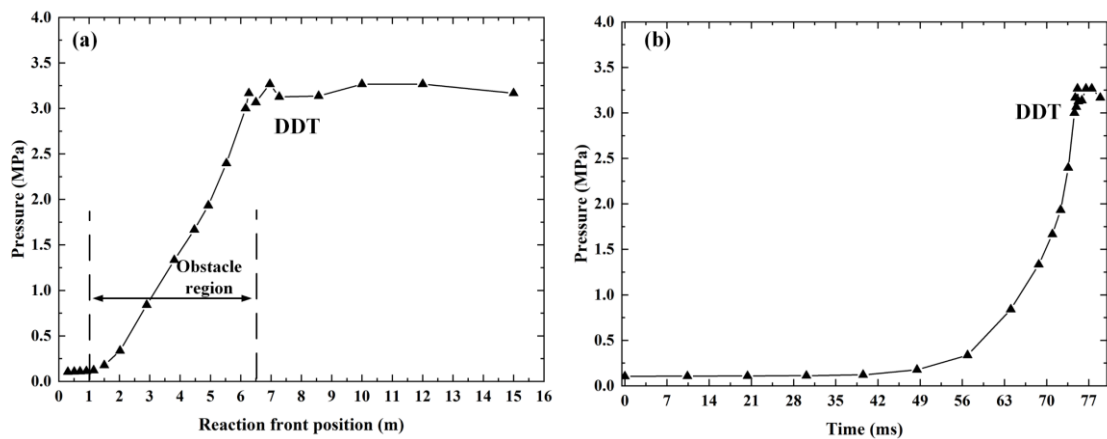 (a)
4.0
3.5
3.0
2.5
2.0
1.5
1.0
0.5
0.0
Pressure (MPa)
DDT
Obstacle
region
0 1 2 3 4 5 6 7 8 9 10 11 12 13 14 15 16
Reaction front position (m)
(b)
4.0
3.5
3.0
2.5
2.0
1.5
1.0
0.5
0.0
Pressure (MPa)
DDT
0 7 14 21 28 35 42 49 56 63 70 77
Time (ms)